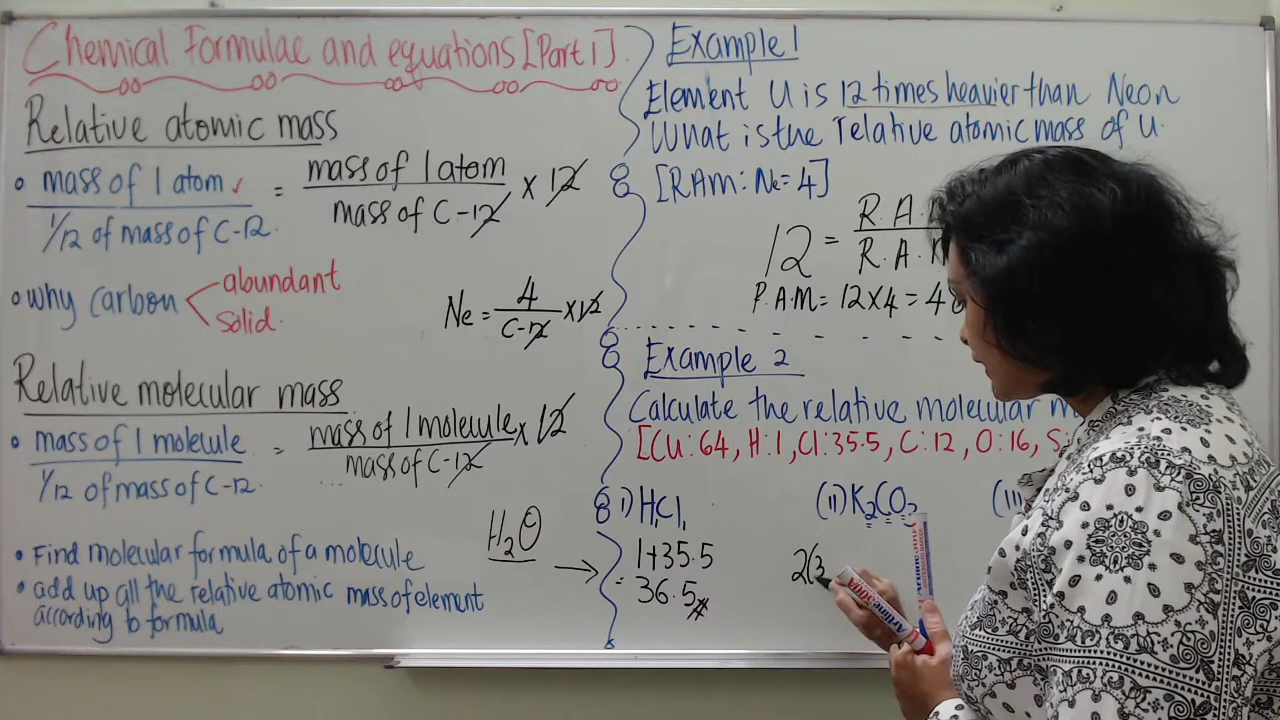 Chemical Formulae and equations [Part 1].
Relative atomic mass
• mass of 1 atom ✓ = mass of 1 atom × 12
1/12 of mass of C-12. mass of C-12
• why carbon < abundant
solid.
Ne = 4 × 12
C-12
Relative molecular mass
• mass of 1 molecule = mass of 1 molecule × 12
1/12 of mass of C-12. mass of C-12
H₂O
• Find molecular formula of a molecule
• add up all the relative atomic mass of element
according to formula
Example 1
Element U is 12 times heavier than Neon
What is the relative atomic mass of U.
[RAM: Ne = 4]
12 = R.A.
R.A.
R.A.M = 12 × 4 = 48
Example 2
Calculate the relative molecular
[Cu: 64, H:1, Cl: 35.5, C: 12, O: 16,
i) HCl, (ii) K₂CO₃ (iii)
1+35.5 2(3
= 36.5
Artline 500A